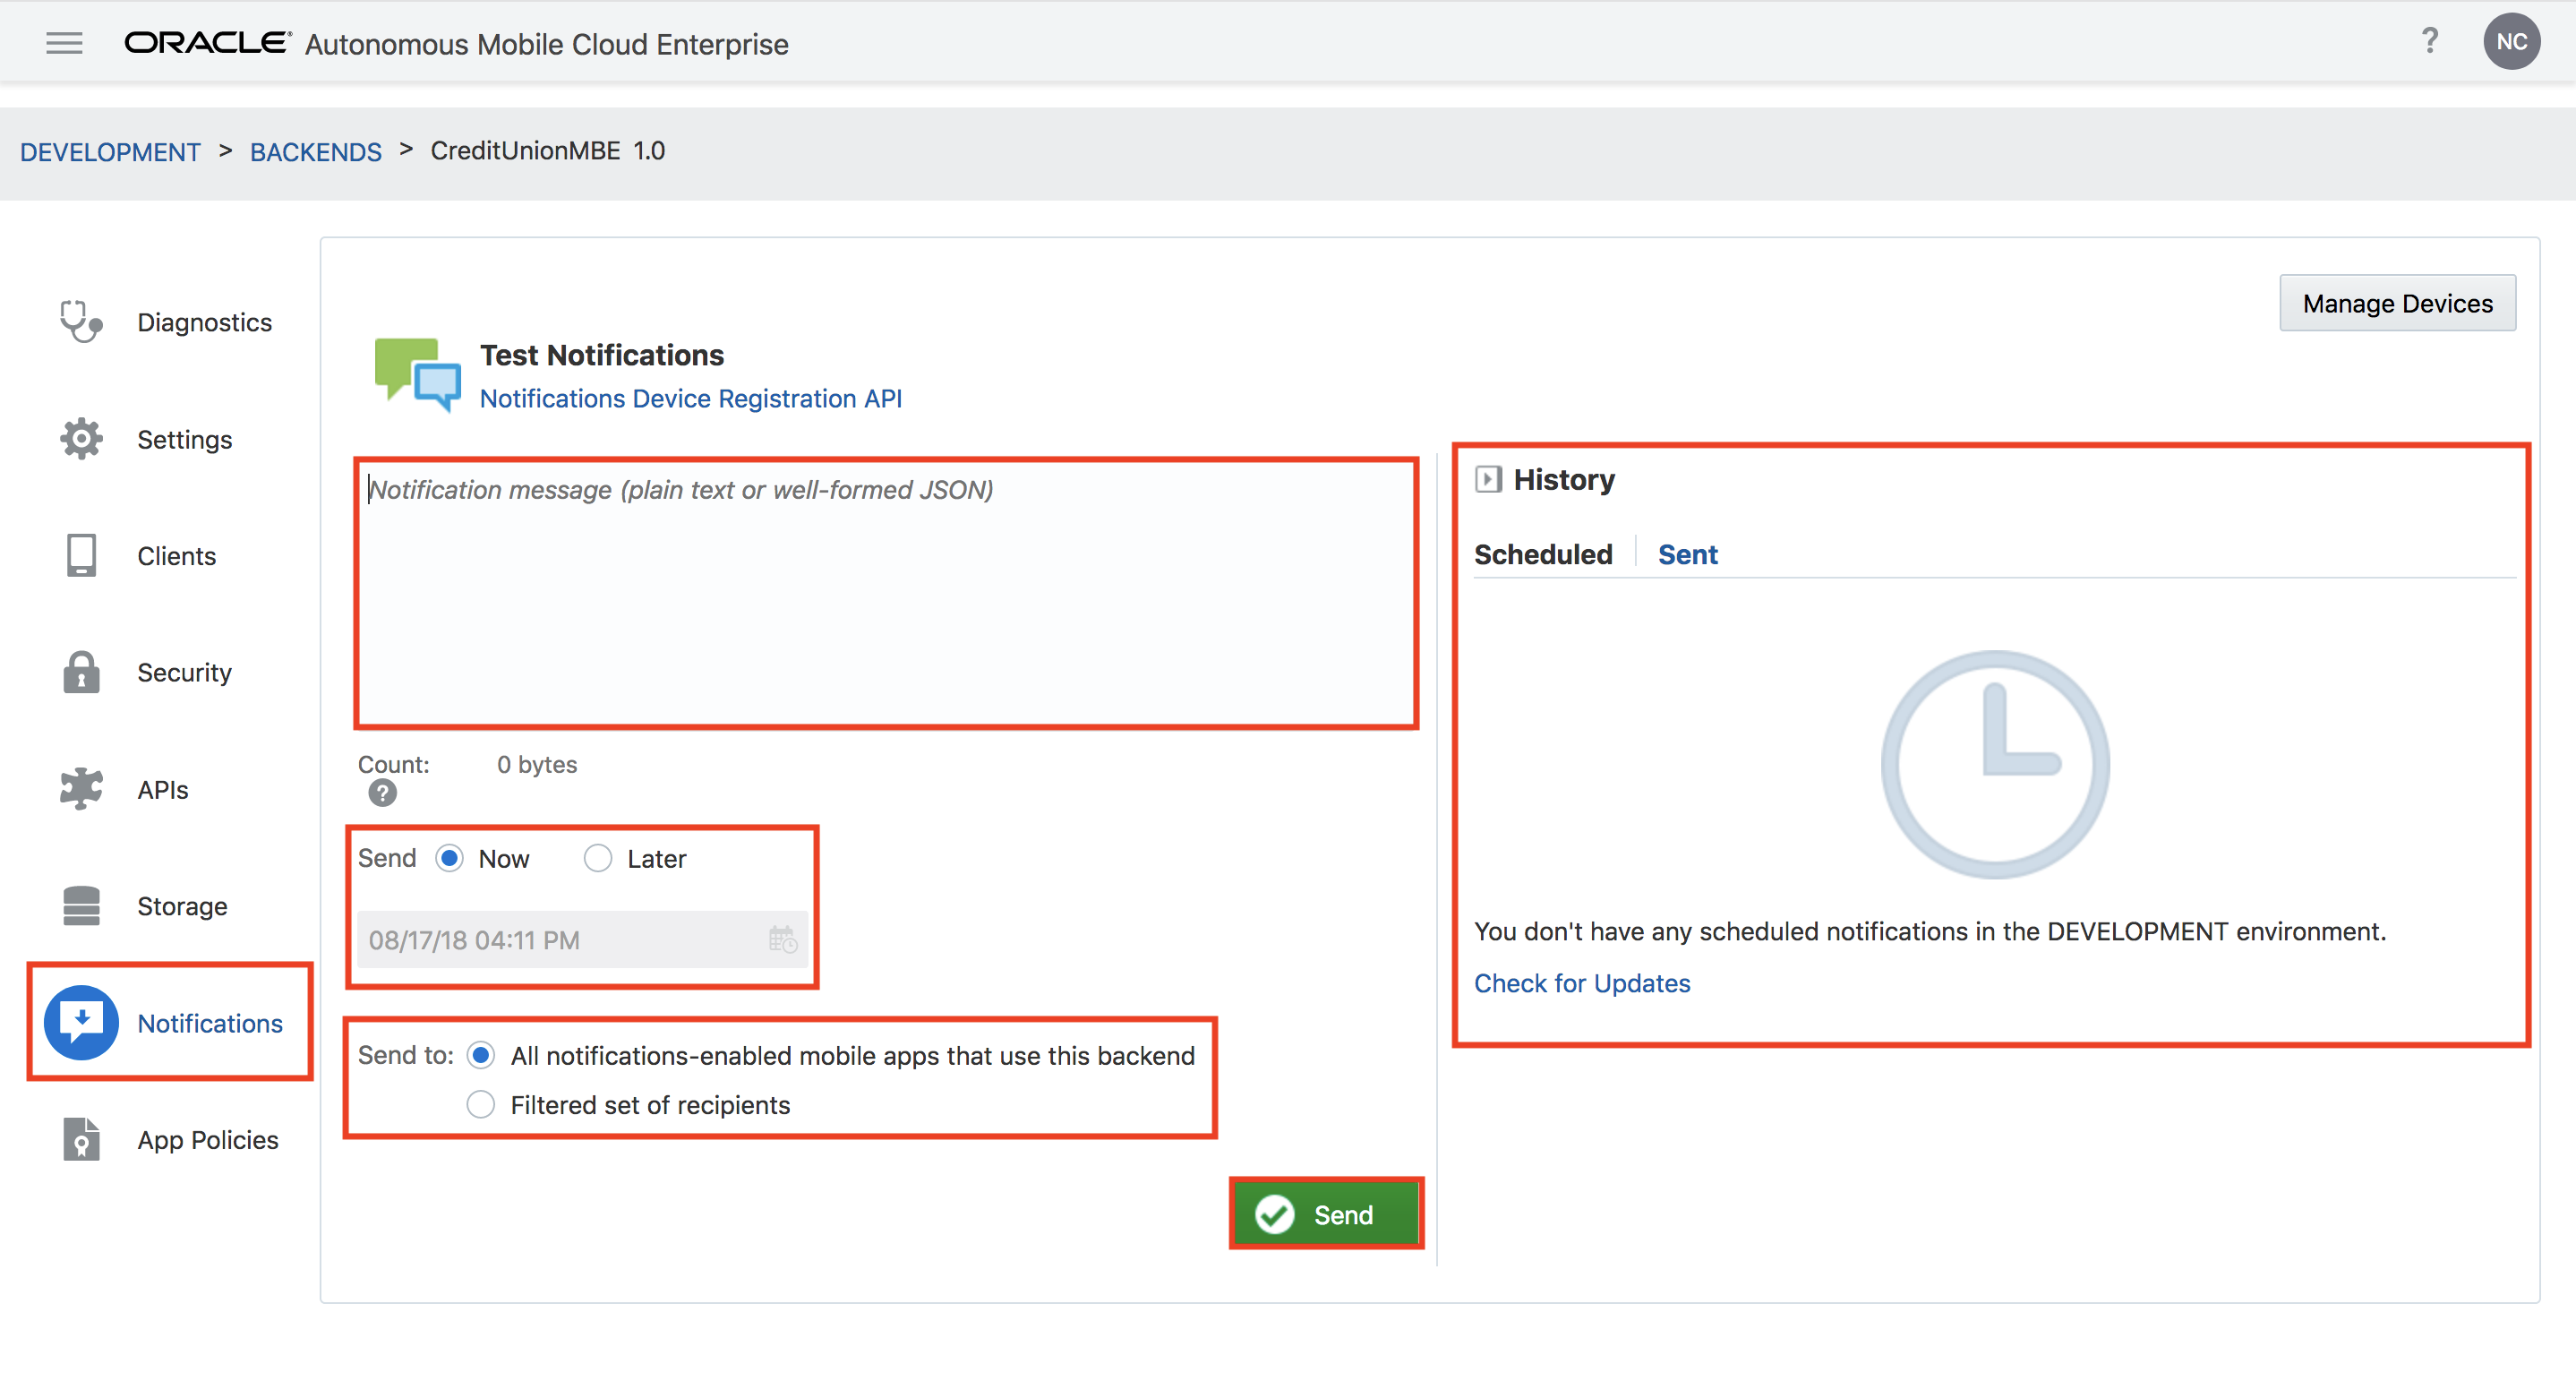 ORACLE® Autonomous Mobile Cloud Enterprise
? NC
DEVELOPMENT > BACKENDS > CreditUnionMBE 1.0
Diagnostics
Settings
Clients
Security
APIs
Storage
Notifications
App Policies
Manage Devices
Test Notifications
Notifications Device Registration API
Notification message (plain text or well-formed JSON)
Count: 0 bytes
?
Send Now Later
08/17/18 04:11 PM
Send to: All notifications-enabled mobile apps that use this backend
Filtered set of recipients
Send
History
Scheduled Sent
You don't have any scheduled notifications in the DEVELOPMENT environment.
Check for Updates